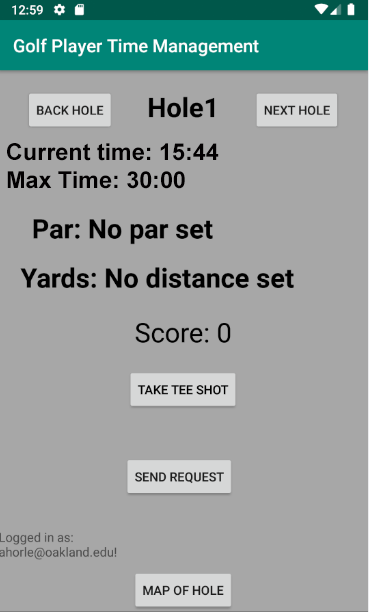 12:59
Golf Player Time Management
BACK HOLE Hole1 NEXT HOLE
Current time: 15:44
Max Time: 30:00
Par: No par set
Yards: No distance set
Score: 0
TAKE TEE SHOT
SEND REQUEST
Logged in as:
ahorle@oakland.edu!
MAP OF HOLE